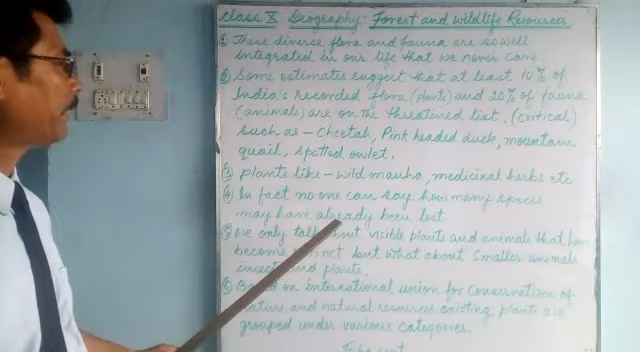 Class X Geography: Forest and wildlife Resources
① These diverse flora and fauna are so well
integrated in our life that we never care
② Some estimates suggest that at least 10% of
India's recorded flora (plants) and 20% of fauna
(animals) are on the threatened list. (critical)
such as - Cheetah, Pink headed duck, mountain
quail, spotted owlet.
③ Plants like - wild mauha, medicinal herbs etc
④ In fact no one can say how many
may have already been lost
⑤ We only talk about visible plants and animals that have
become but what about smaller animals
and plants.
⑥ on International union for conservation of
and natural resources existing plants are
grouped under various categories.
To be cont